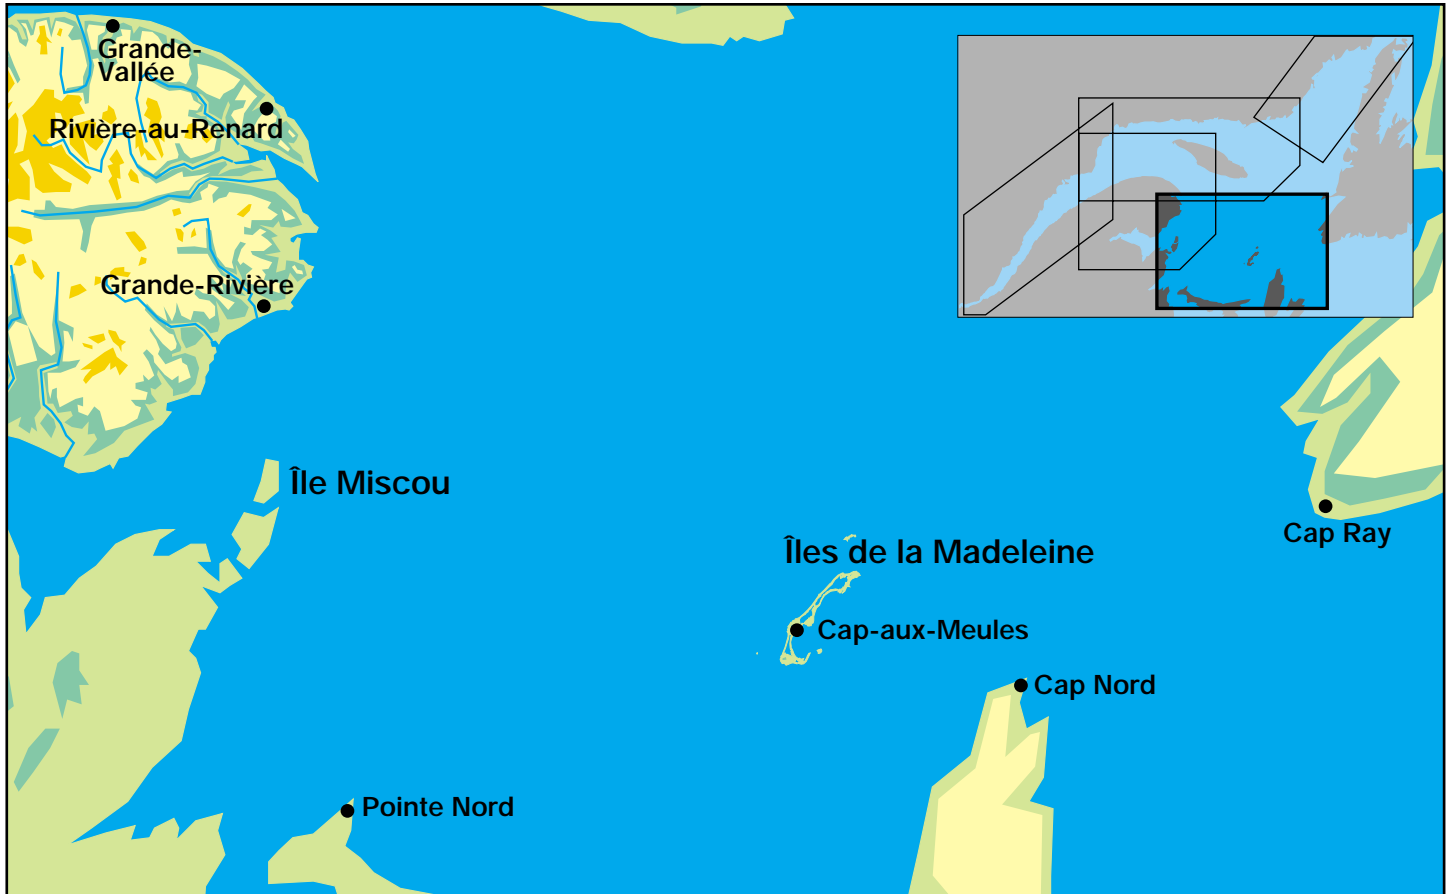 Grande-
Vallée
Rivière-au-Renard
Grande-Rivière
Île Miscou
Cap Ray
Îles de la Madeleine
Cap-aux-Meules
Cap Nord
Pointe Nord